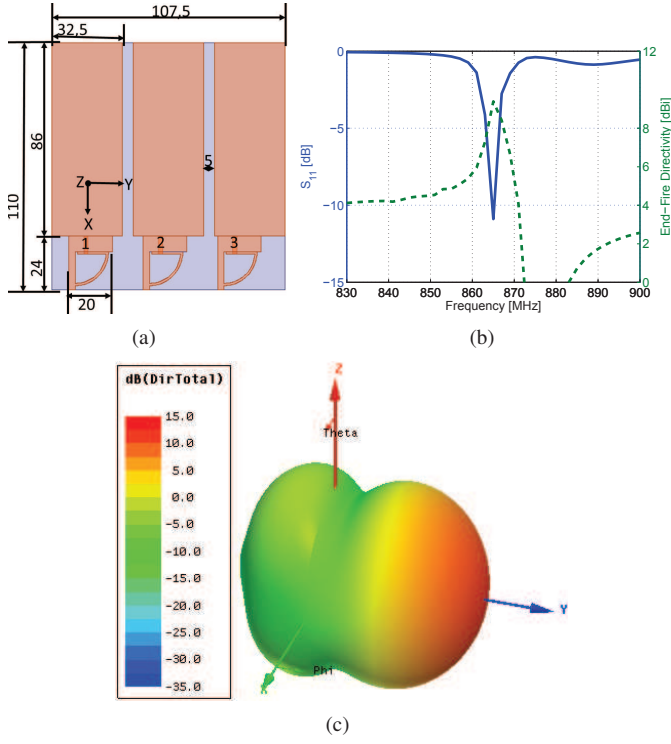 107,5
32,5
86
110
24
20
5
Z
Y
X
1
2
3
(a)
0
−5
−10
−15
S11 [dB]
12
10
8
6
4
2
0
End−Fire Directivity [dBi]
830 840 850 860 870 880 890 900
Frequency [MHz]
(b)
dB(DirTotal)
15.0
10.0
5.0
0.0
-5.0
-10.0
-15.0
-20.0
-25.0
-30.0
-35.0
Z
Theta
Y
Phi
X
(c)